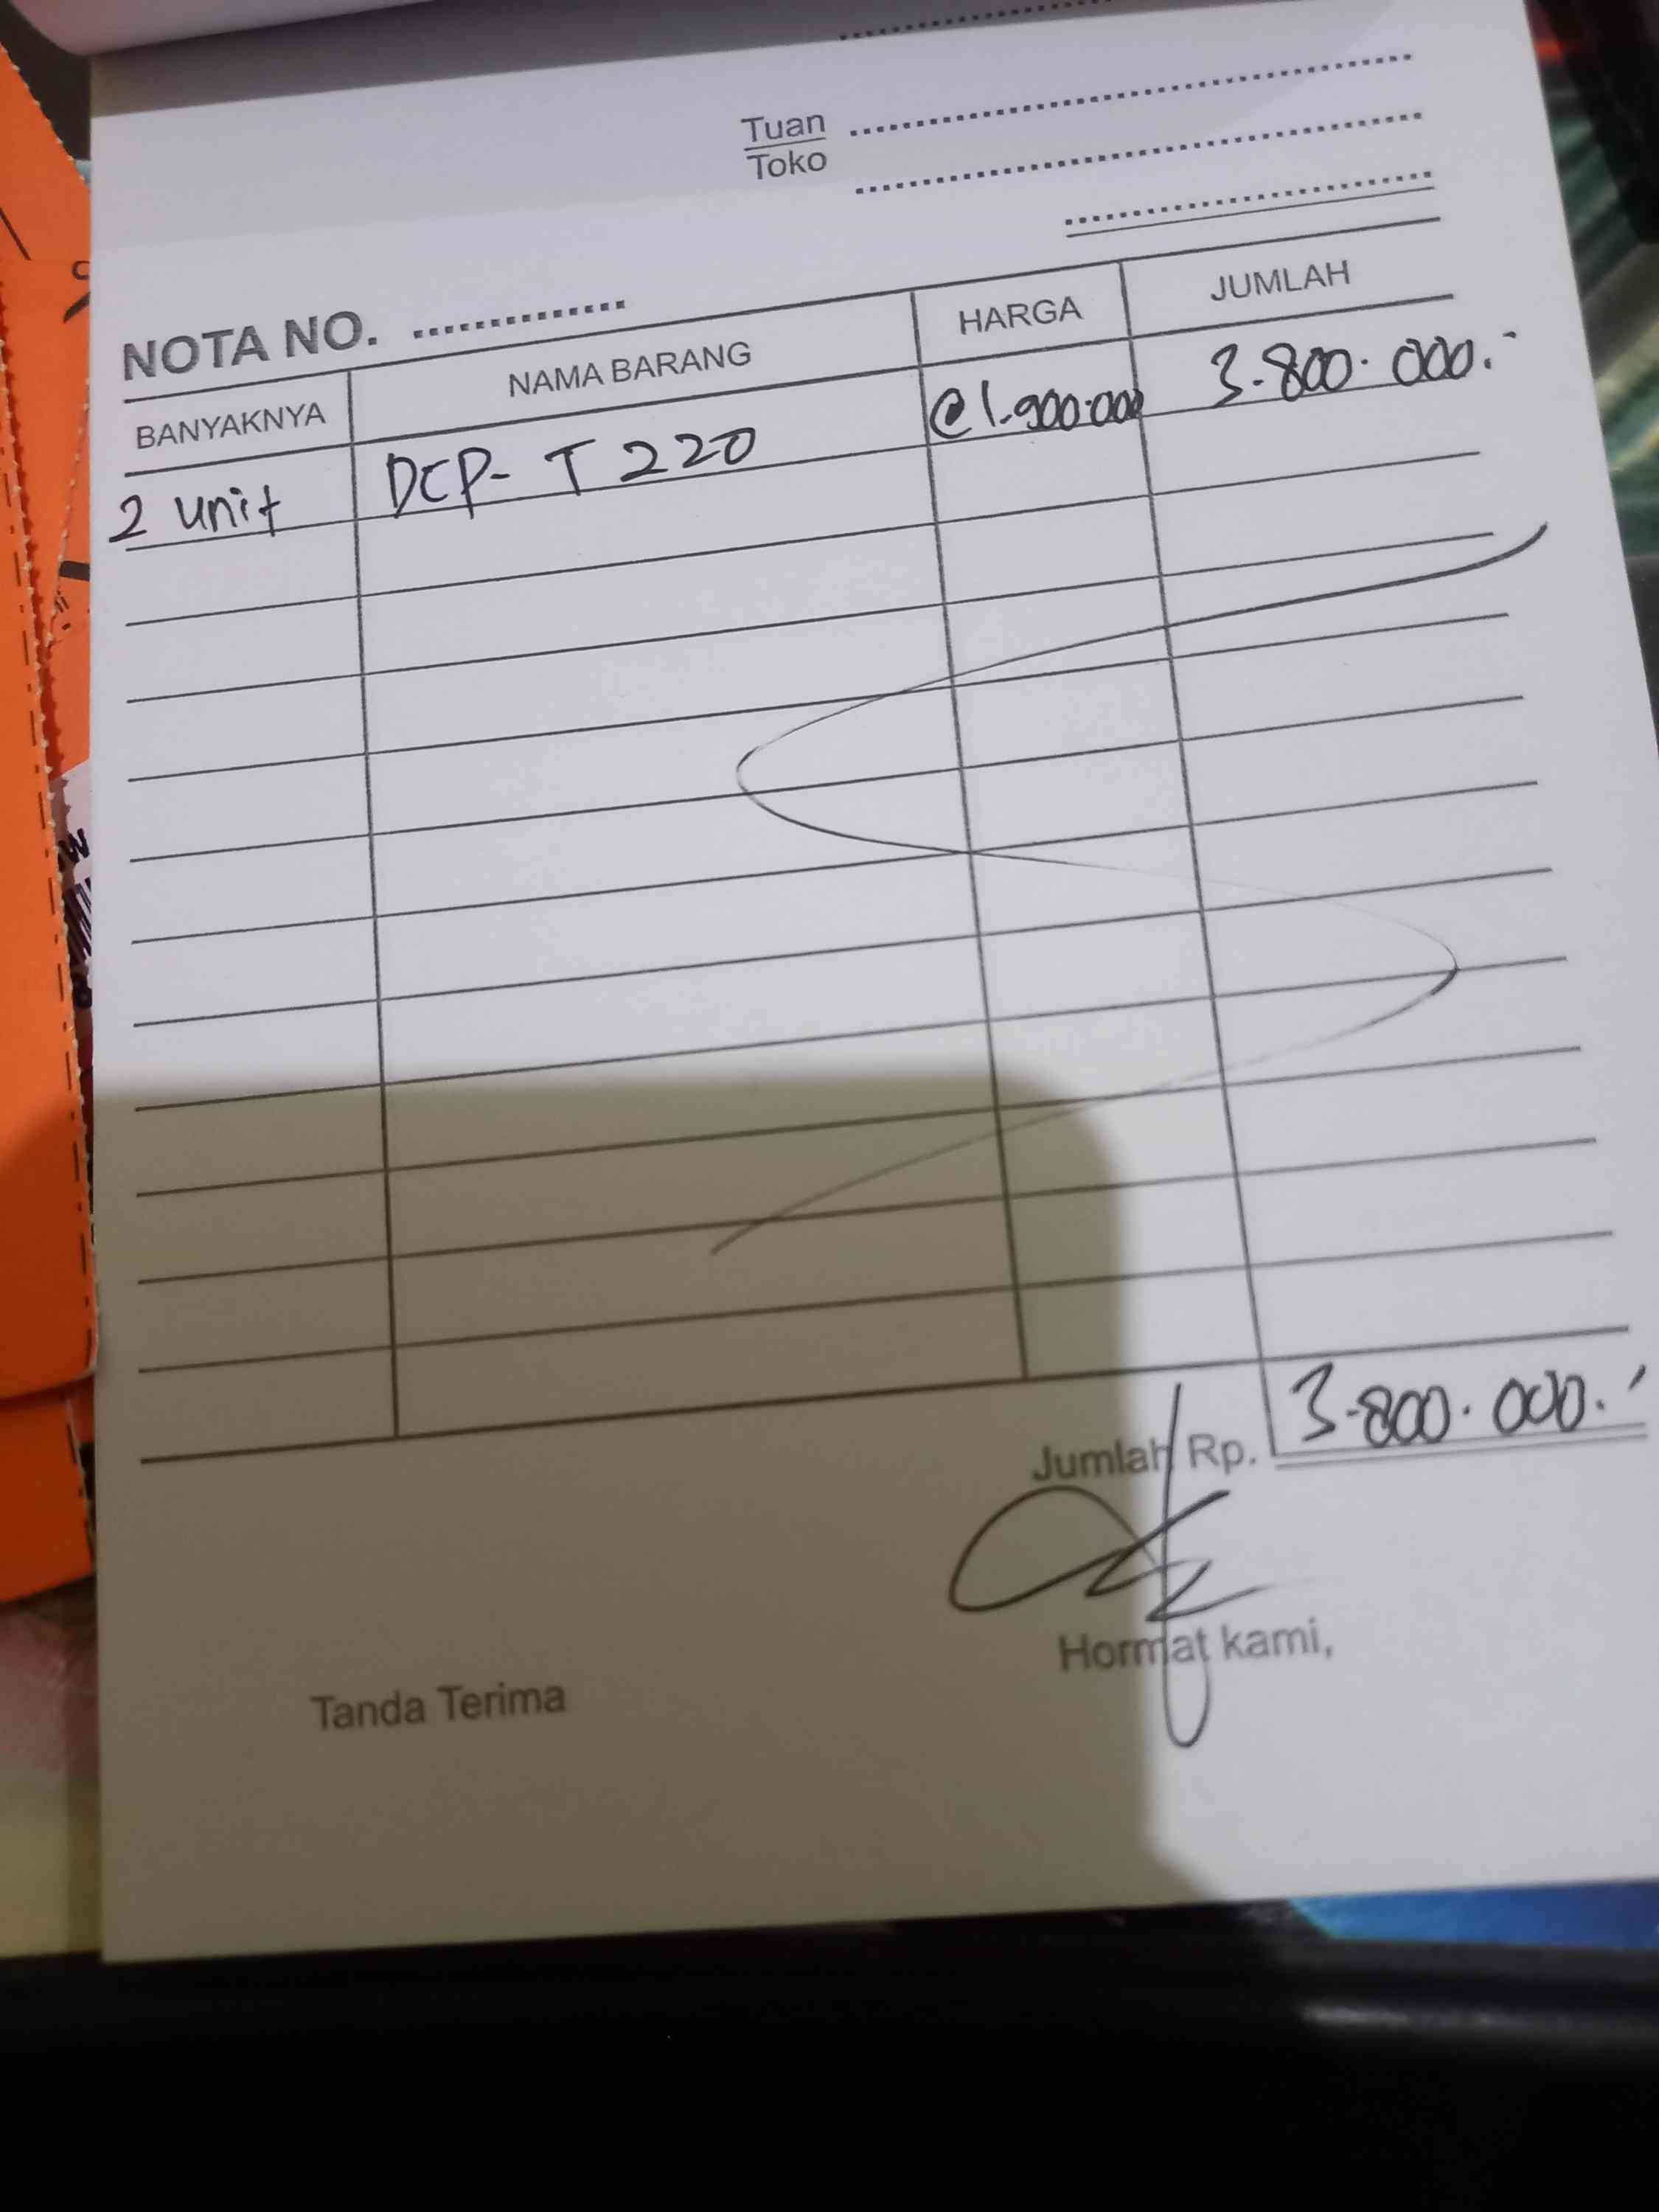 Tuan
Toko
NOTA NO. ..............
BANYAKNYA NAMA BARANG HARGA JUMLAH
2 unit DCP- T 220 @ 1.900.000 3.800.000.-
Jumlah Rp. 3.800.000.-
Tanda Terima Hormat kami,